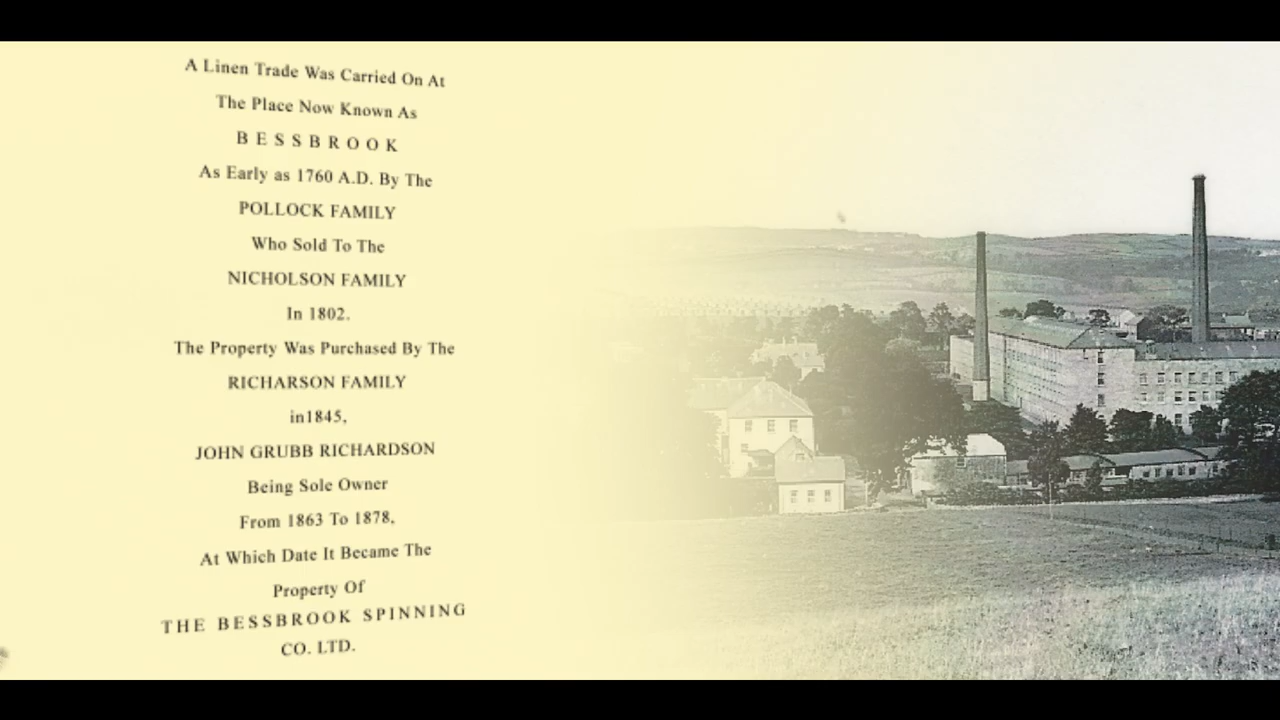 A Linen Trade Was Carried On At
The Place Now Known As
BESSBROOK
As Early as 1760 A.D. By The
POLLOCK FAMILY
Who Sold To The
NICHOLSON FAMILY
In 1802.
The Property Was Purchased By The
RICHARSON FAMILY
in1845,
JOHN GRUBB RICHARDSON
Being Sole Owner
From 1863 To 1878,
At Which Date It Became The
Property Of
THE BESSBROOK SPINNING
CO. LTD.